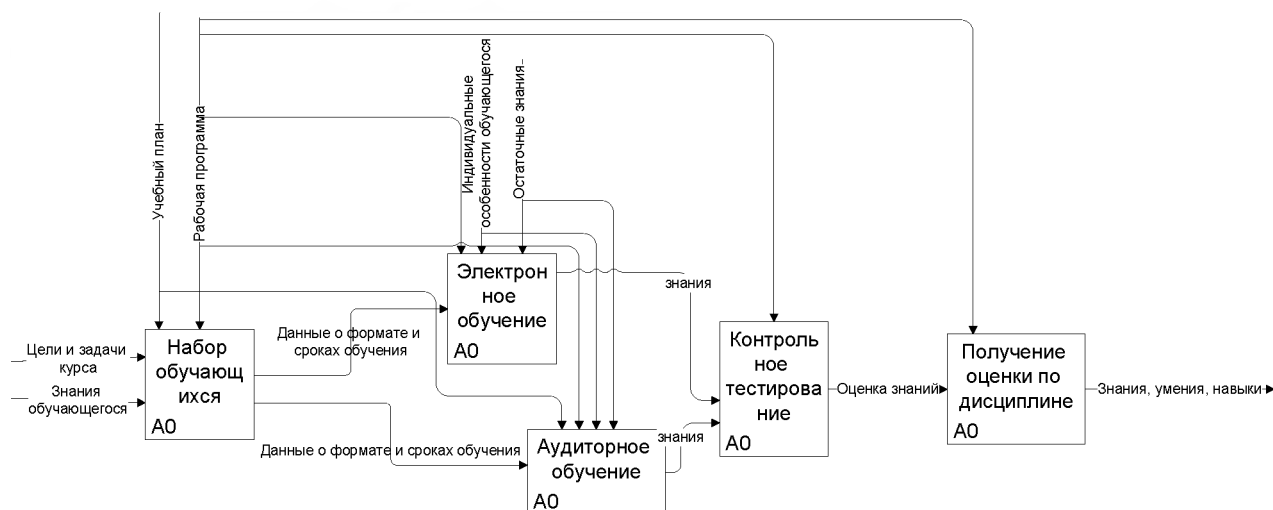 Учебный план
Рабочая программа
Индивидуальные
особенности обучающегося
Остаточные знания
Электрон
ное
обучение
A0
знания
Данные о формате и
сроках обучения
Цели и задачи
курса
Знания
обучающегося
Набор
обучающ
ихся
A0
Данные о формате и сроках обучения
Аудиторное
обучение
A0
знания
Контроль
ное
тестирова
ние
A0
Оценка знаний
Получение
оценки по
дисциплине
A0
Знания, умения, навыки